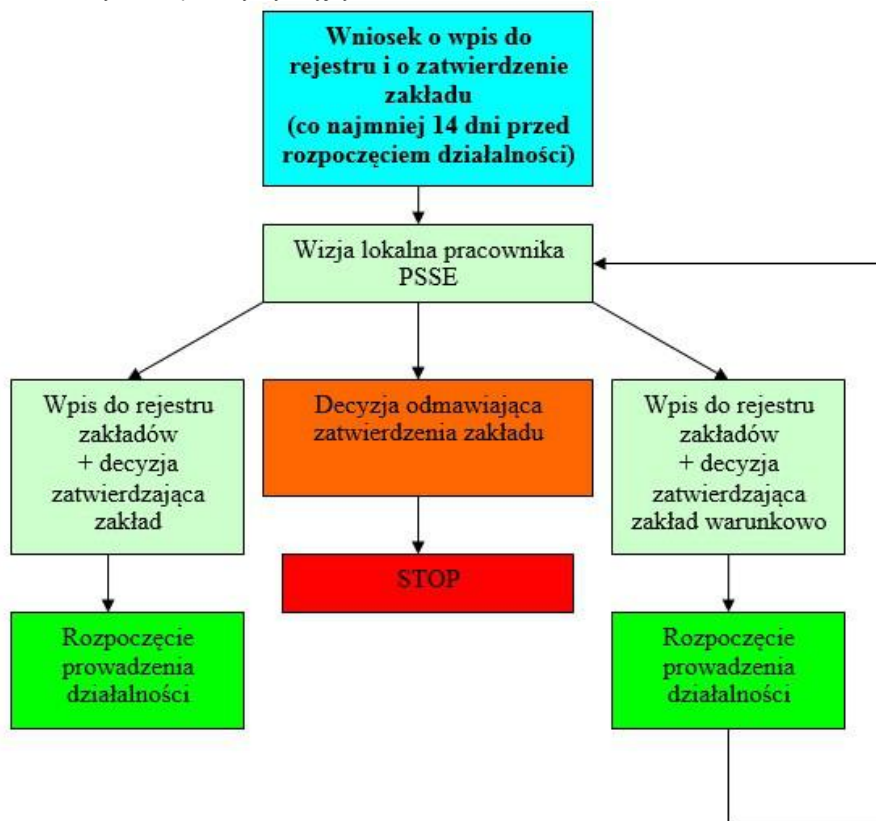 Wniosek o wpis do
rejestru i o zatwierdzenie
zakładu
(co najmniej 14 dni przed
rozpoczęciem działalności)
Wizja lokalna pracownika
PSSE
Wpis do rejestru
zakładów
+ decyzja
zatwierdzająca
zakład
Decyzja odmawiająca
zatwierdzenia zakładu
Wpis do rejestru
zakładów
+ decyzja
zatwierdzająca
zakład warunkowo
STOP
Rozpoczęcie
prowadzenia
działalności
Rozpoczęcie
prowadzenia
działalności